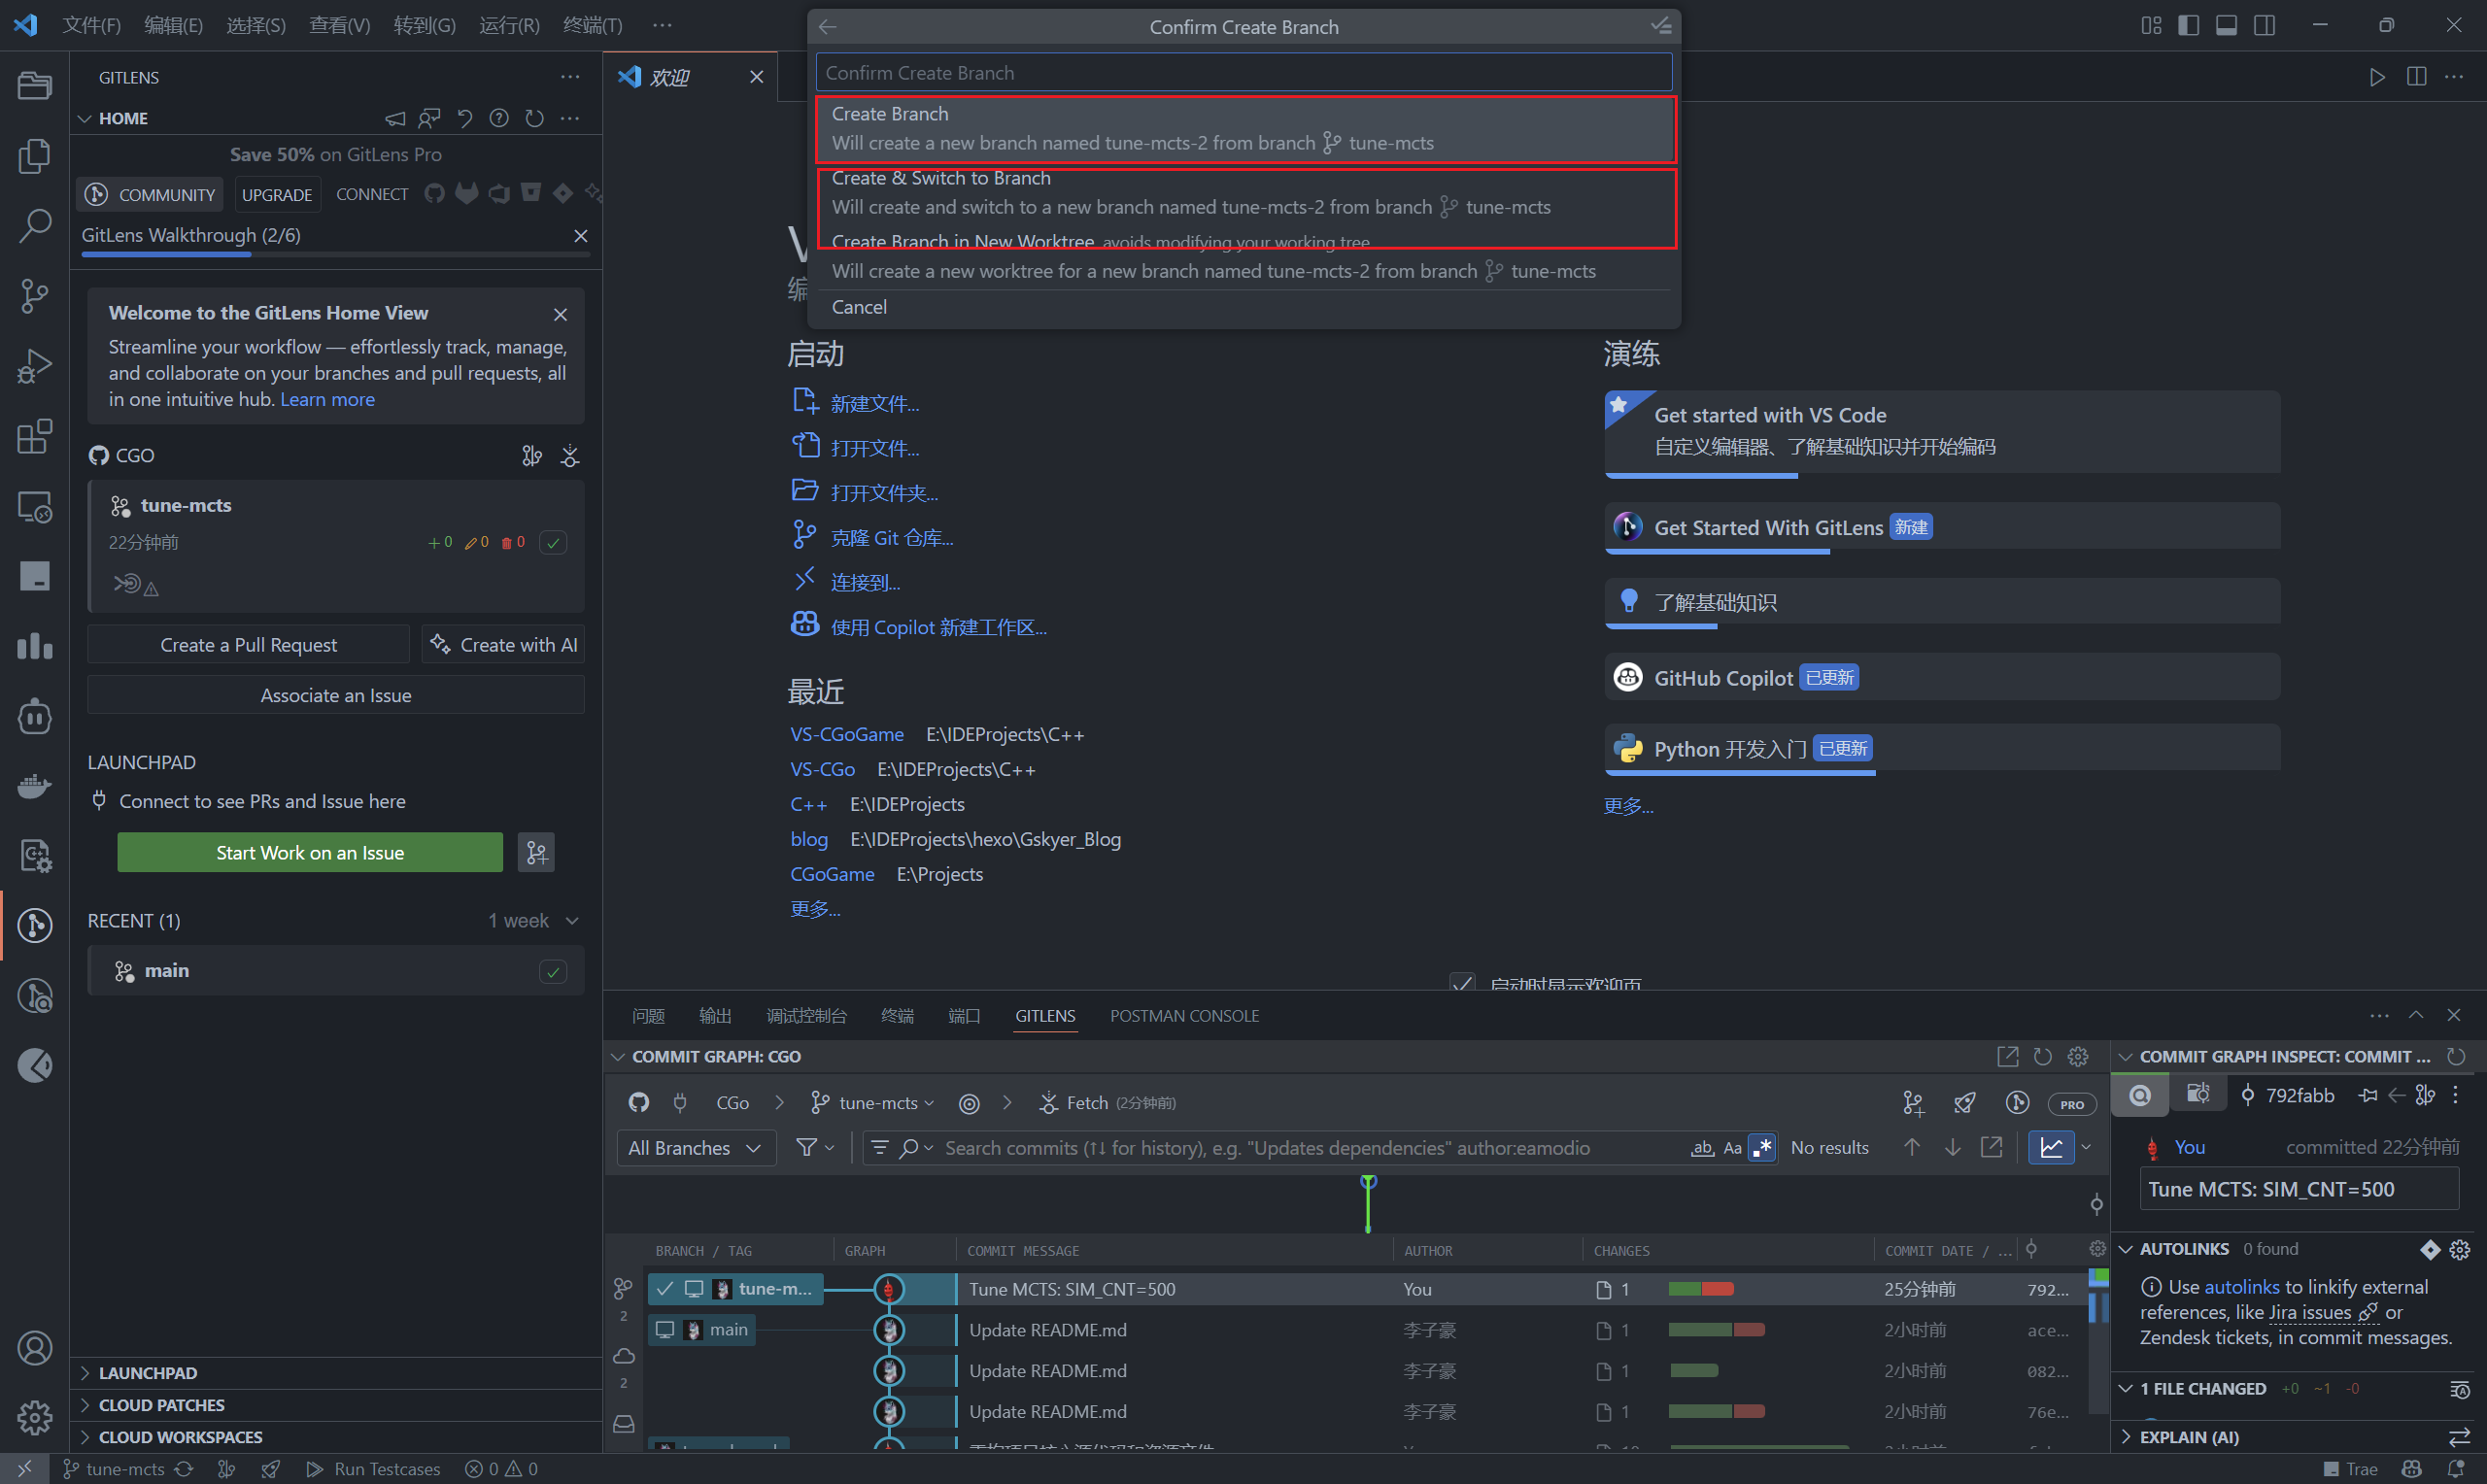 文件(F) 编辑(E) 选择(S) 查看(V) 转到(G) 运行(R) 终端(T) ···
Confirm Create Branch
Confirm Create Branch
Create Branch
Will create a new branch named tune-mcts-2 from branch tune-mcts
Create & Switch to Branch
Will create and switch to a new branch named tune-mcts-2 from branch tune-mcts
Create Branch in New Worktree avoids modifying your working tree
Will create a new worktree for a new branch named tune-mcts-2 from branch tune-mcts
Cancel
GITLENS
HOME
Save 50% on GitLens Pro
COMMUNITY UPGRADE CONNECT
GitLens Walkthrough (2/6)
Welcome to the GitLens Home View
Streamline your workflow — effortlessly track, manage,
and collaborate on your branches and pull requests, all
in one intuitive hub. Learn more
CGO
tune-mcts
22分钟前 +0 0 0
Create a Pull Request Create with AI
Associate an Issue
LAUNCHPAD
Connect to see PRs and Issue here
Start Work on an Issue
RECENT (1) 1 week
main
LAUNCHPAD
CLOUD PATCHES
CLOUD WORKSPACES
欢迎
V
编
启动
新建文件...
打开文件...
打开文件夹...
克隆 Git 仓库...
连接到...
使用 Copilot 新建工作区...
最近
VS-CGoGame E:\IDEProjects\C++
VS-CGo E:\IDEProjects\C++
C++ E:\IDEProjects
blog E:\IDEProjects\hexo\Gskyer_Blog
CGoGame E:\Projects
更多...
演练
Get started with VS Code
自定义编辑器、了解基础知识并开始编码
Get Started With GitLens 新建
了解基础知识
GitHub Copilot 已更新
Python 开发入门 已更新
更多...
启动时显示欢迎页
问题 输出 调试控制台 终端 端口 GITLENS POSTMAN CONSOLE
COMMIT GRAPH: CGO
CGo tune-mcts Fetch (2分钟前) PRO
All Branches Search commits (↑↓ for history), e.g. "Updates dependencies" author:eamodio ab Aa .* No results
BRANCH / TAG GRAPH COMMIT MESSAGE AUTHOR CHANGES COMMIT DATE / ...
tune-m... Tune MCTS: SIM_CNT=500 You 1 25分钟前 792...
2
main Update README.md 李子豪 1 2小时前 ace...
Update README.md 李子豪 1 2小时前 082...
2
Update README.md 李子豪 1 2小时前 76e...
COMMIT GRAPH INSPECT: COMMIT ...
792fabb
You committed 22分钟前
Tune MCTS: SIM_CNT=500
AUTOLINKS 0 found
Use autolinks to linkify external
references, like Jira issues or
Zendesk tickets, in commit messages.
1 FILE CHANGED +0 ~1 -0
EXPLAIN (AI)
tune-mcts Run Testcases 0 0 Trae